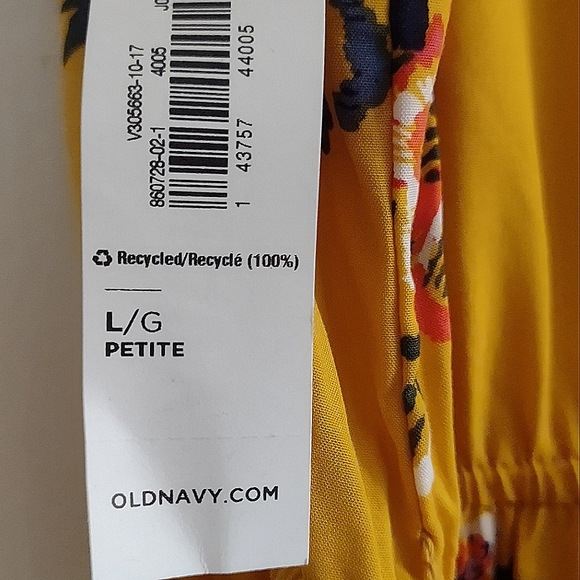 V305663-10-17
860728-02-1 4005
1 43757 44005
Recycled/Recyclé (100%)
L/G
PETITE
OLDNAVY.COM